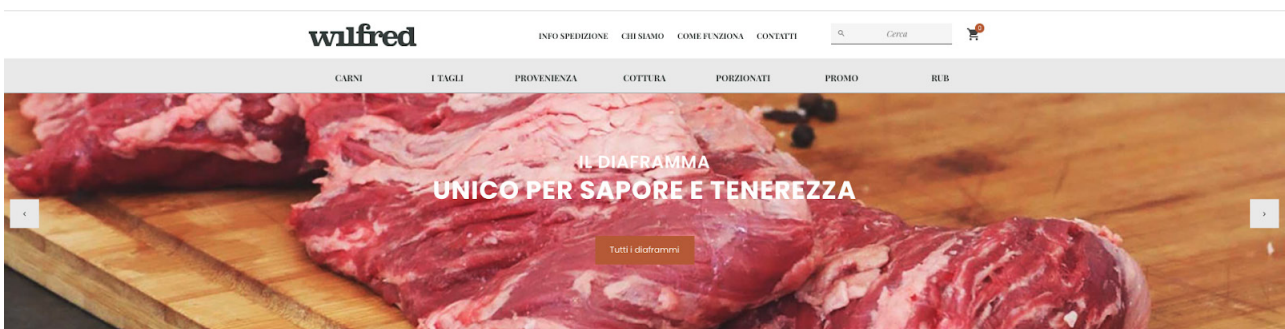 wilfred
INFO SPEDIZIONE CHI SIAMO COME FUNZIONA CONTATTI
Cerca
0
CARNI I TAGLI PROVENIENZA COTTURA PORZIONATI PROMO RUB
IL DIAFRAMMA
UNICO PER SAPORE E TENEREZZA
Tutti i diaframmi